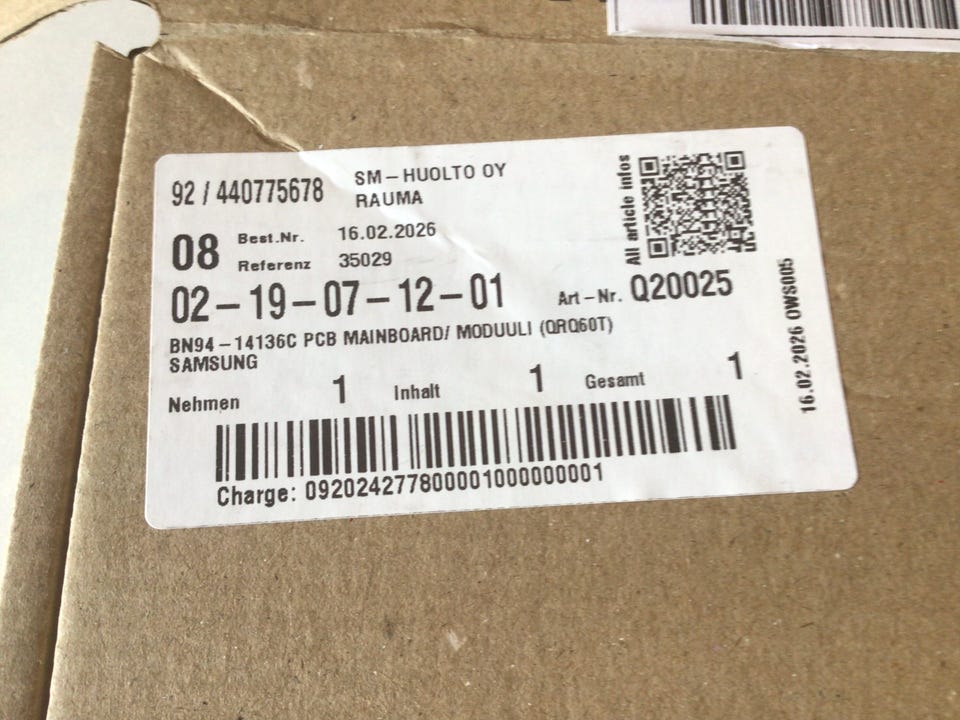 92 / 440775678 SM-HUOLTO OY
RAUMA
08 Best.Nr. 16.02.2026
Referenz 35029
02-19-07-12-01 Art-Nr. Q20025
BN94-14136C PCB MAINBOARD/ MODUULI (QRQ60T)
SAMSUNG
Nehmen 1 Inhalt 1 Gesamt 1
Charge: 0920242778000010000000001
All article infos
16.02.2026 OWS005